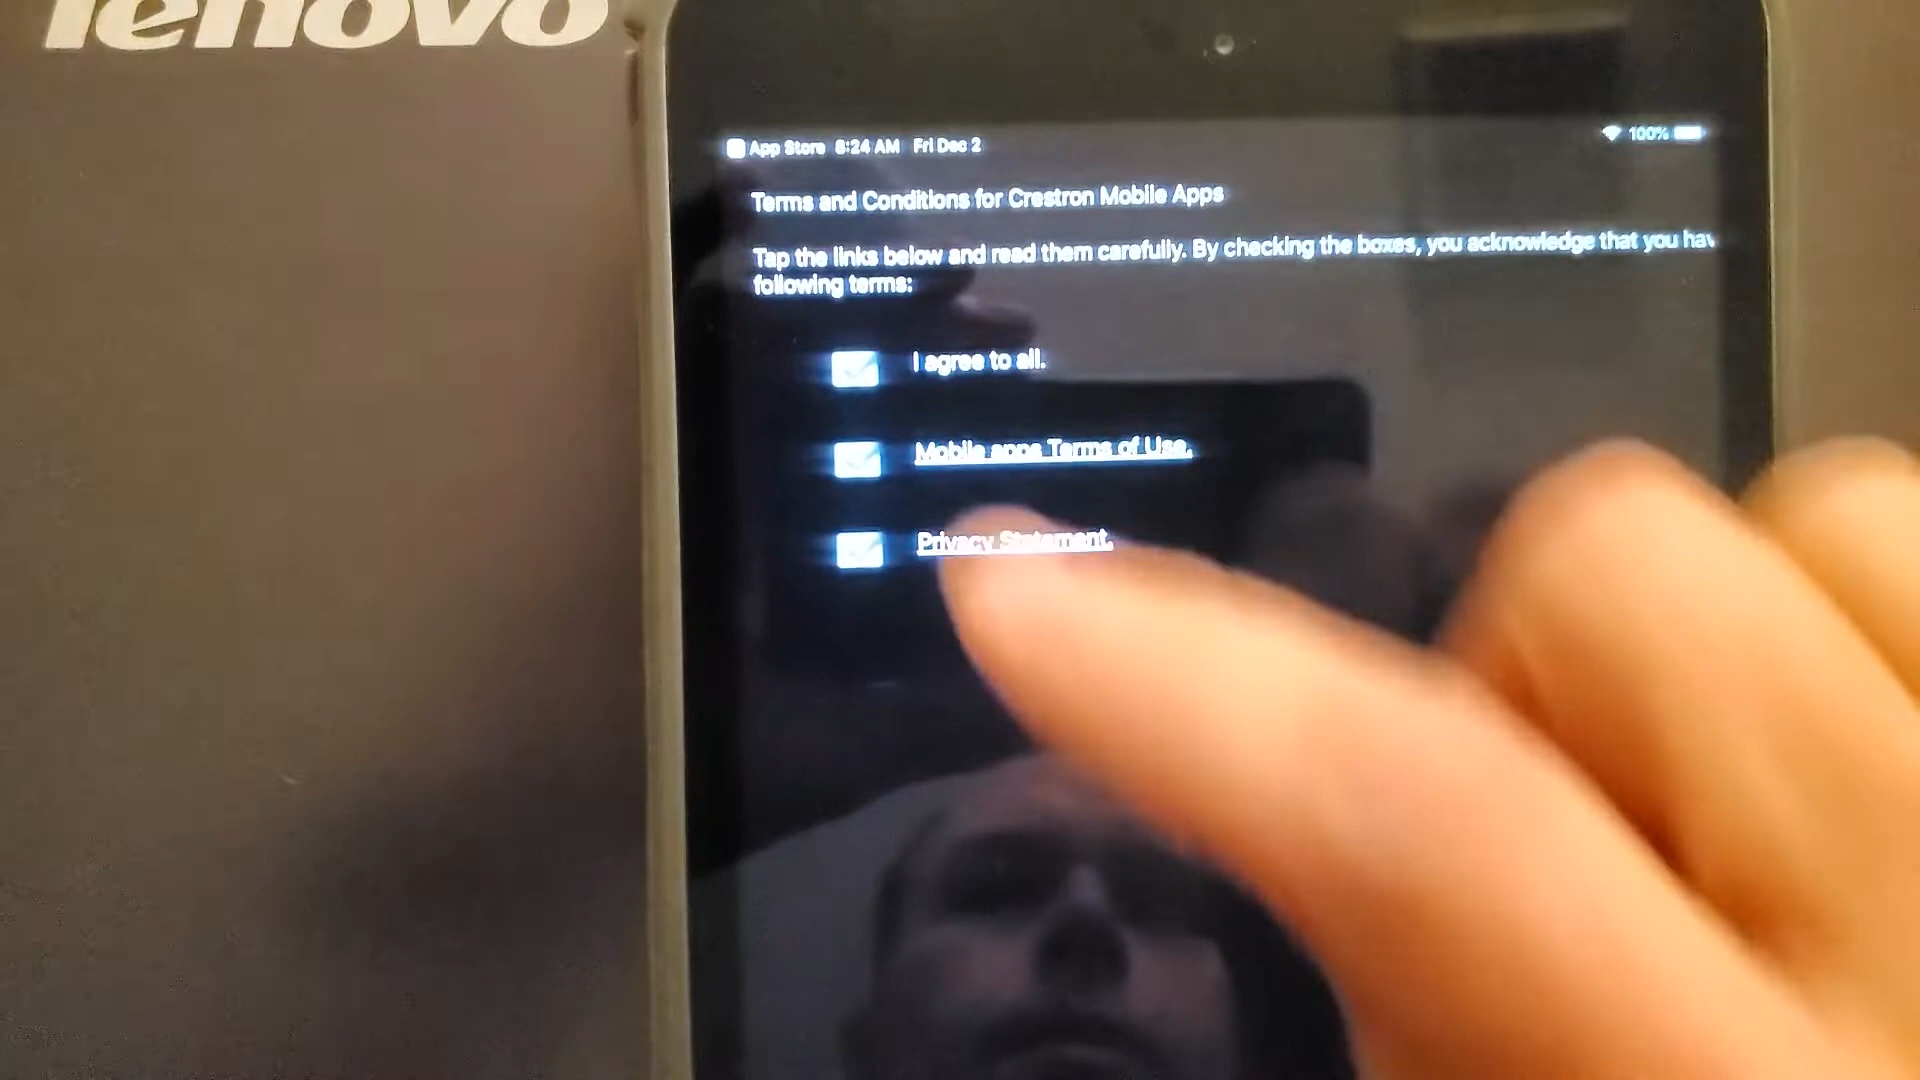 lenovo
App Store 8:24 AM Fri Dec 2
100%
Terms and Conditions for Crestron Mobile Apps
Tap the links below and read them carefully. By checking the boxes, you acknowledge that you hav
following terms:
I agree to all.
Mobile apps Terms of Use.
Privacy Statement.